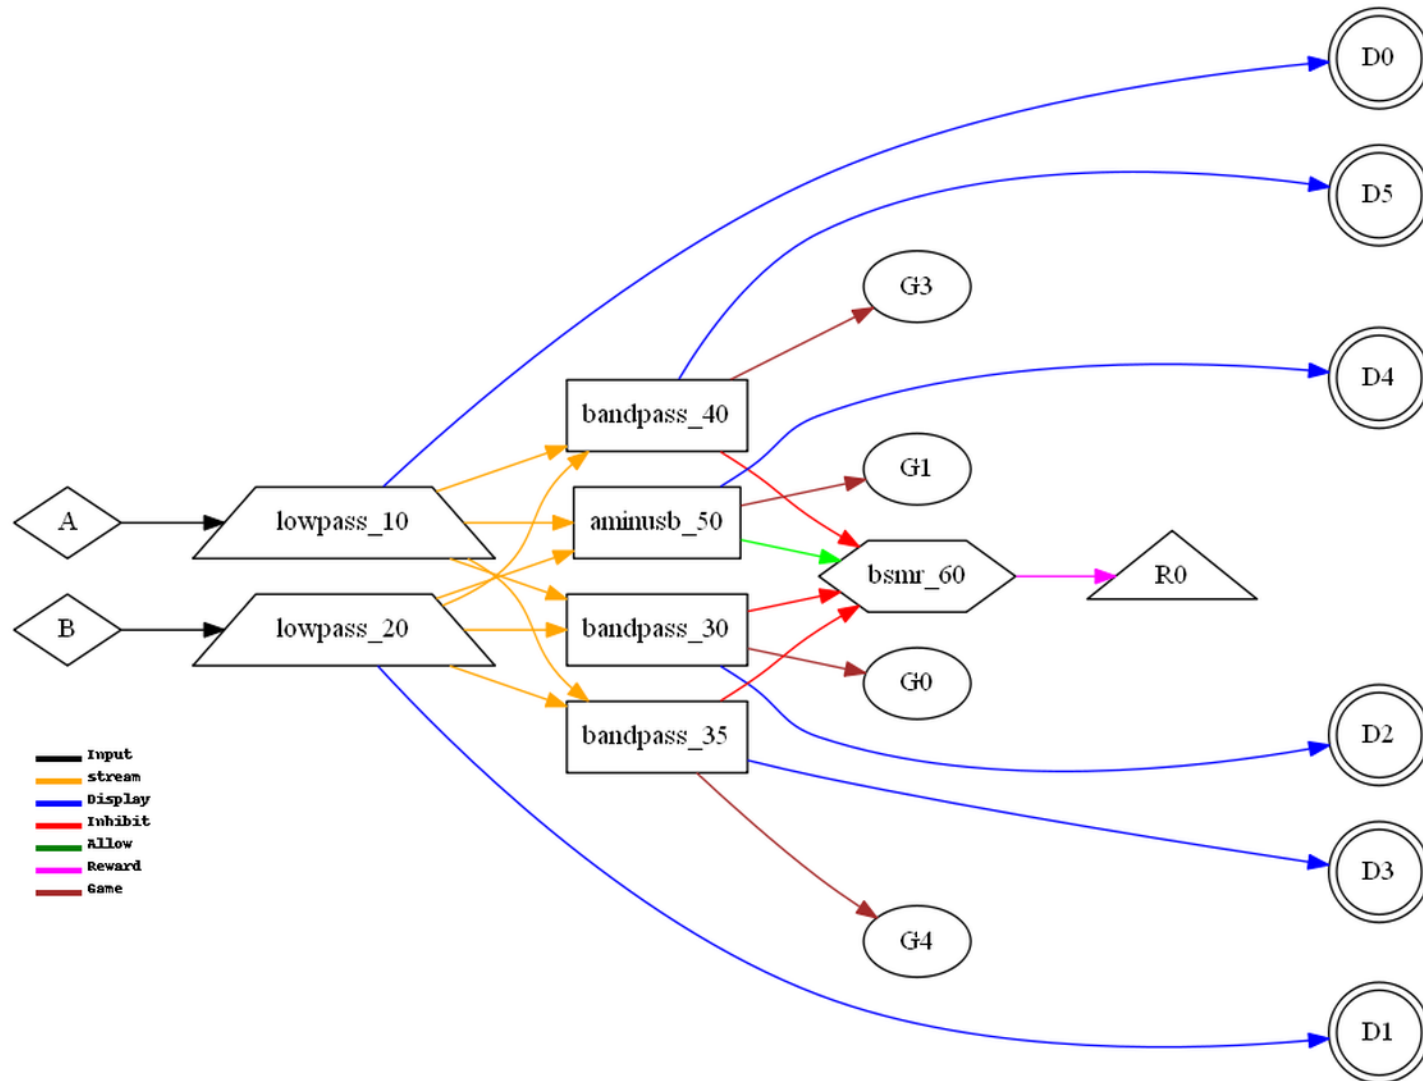 D0
D5
G3
D4
bandpass_40
G1
A
lowpass_10
aminusb_50
bsmr_60
R0
B
lowpass_20
bandpass_30
G0
bandpass_35
D2
Input
stream
Display
Inhibit
Allow
Reward
Game
D3
G4
D1